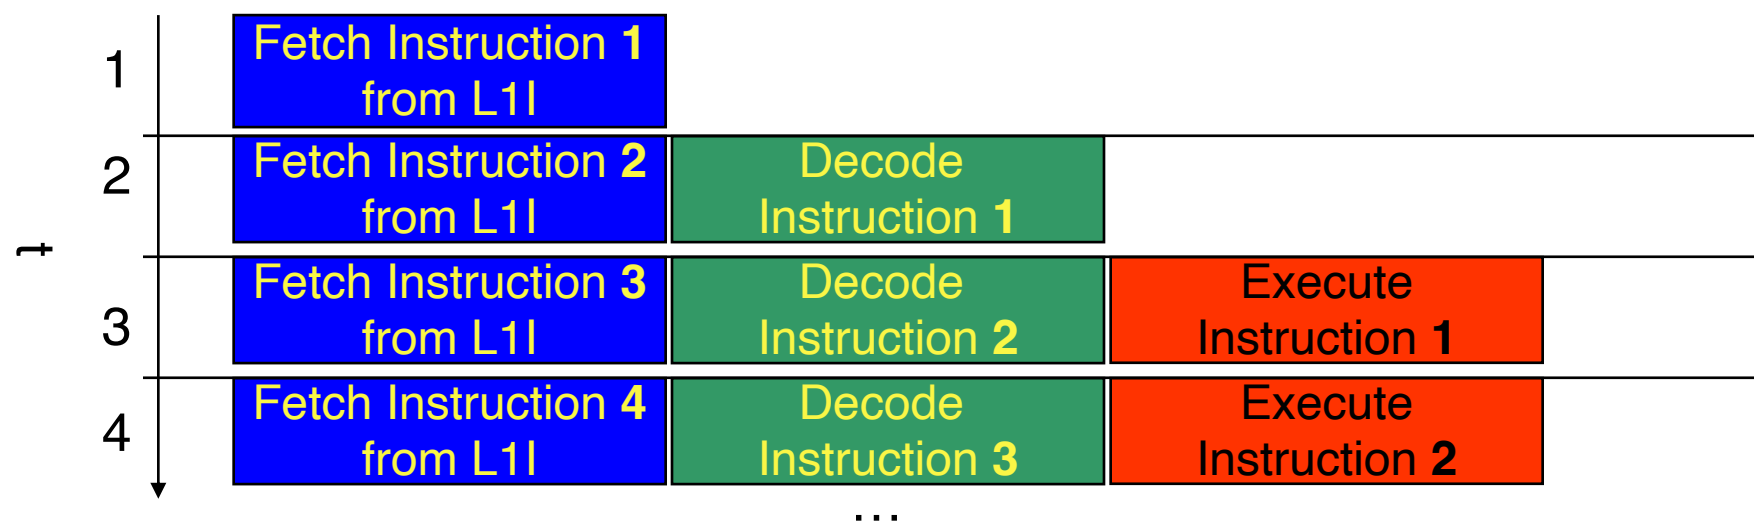 1
Fetch Instruction 1
from L1I
2
Fetch Instruction 2
from L1I
Decode
Instruction 1
t
3
Fetch Instruction 3
from L1I
Decode
Instruction 2
Execute
Instruction 1
4
Fetch Instruction 4
from L1I
Decode
Instruction 3
Execute
Instruction 2
...